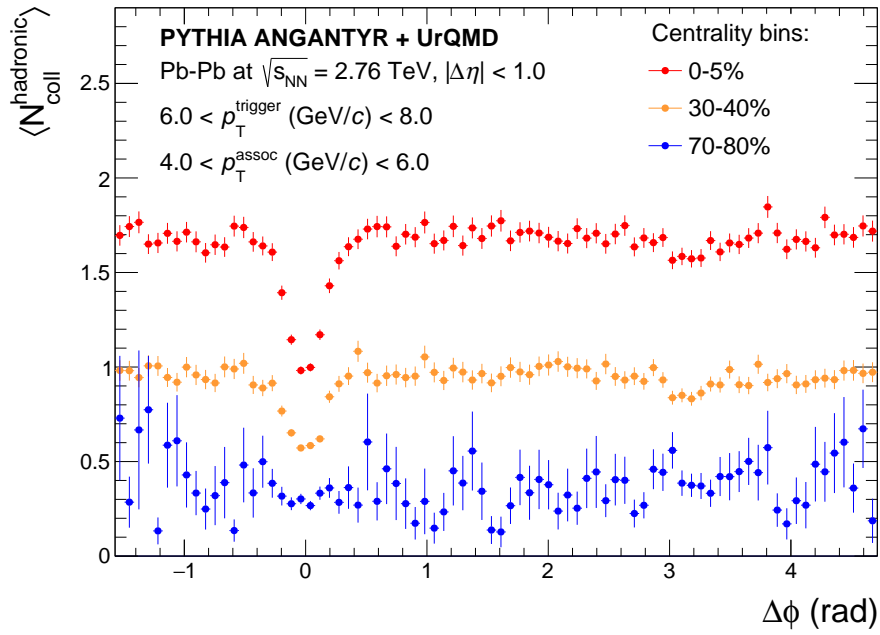 PYTHIA ANGANTYR + UrQMD
Pb-Pb at √s_NN = 2.76 TeV, |Δη| < 1.0
6.0 < p_T^trigger (GeV/c) < 8.0
4.0 < p_T^assoc (GeV/c) < 6.0
Centrality bins:
0-5%
30-40%
70-80%
⟨N_coll^hadronic⟩
2.5
2
1.5
1
0.5
0
−1 0 1 2 3 4
Δϕ (rad)